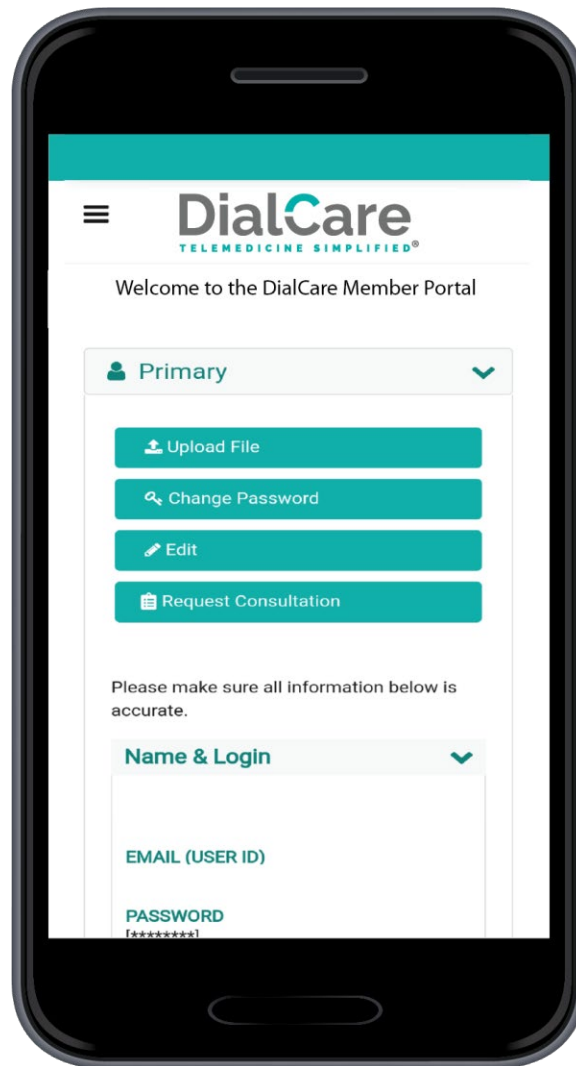 DialCare
TELEMEDICINE SIMPLIFIED®
Welcome to the DialCare Member Portal
Primary
Upload File
Change Password
Edit
Request Consultation
Please make sure all information below is
accurate.
Name & Login
EMAIL (USER ID)
PASSWORD
[********]